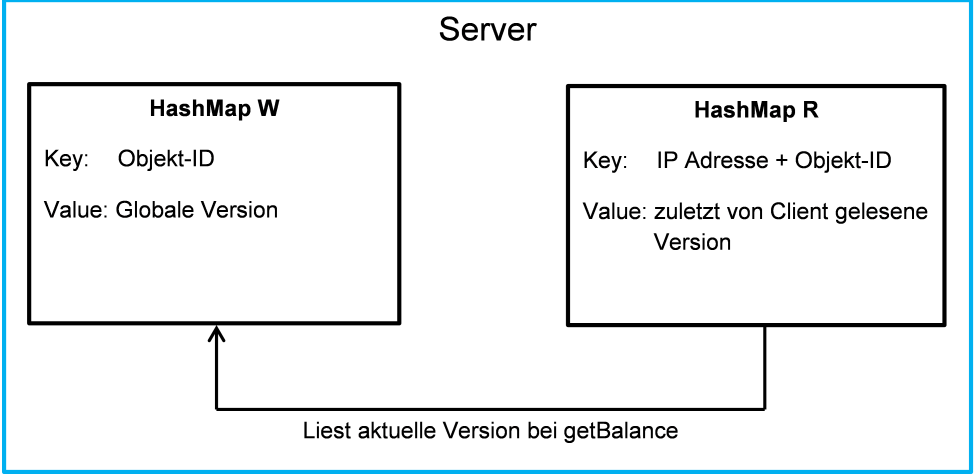 Server
HashMap W
Key: Objekt-ID
Value: Globale Version
HashMap R
Key: IP Adresse + Objekt-ID
Value: zuletzt von Client gelesene
Version
Liest aktuelle Version bei getBalance